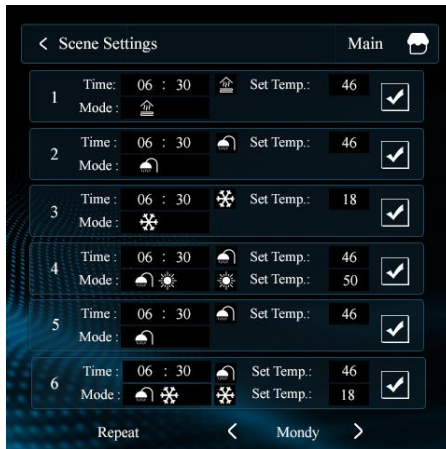 Scene Settings Main
1 Time: 06 : 30 Set Temp.: 46
Mode :
2 Time : 06 : 30 Set Temp.: 46
Mode :
3 Time : 06 : 30 Set Temp.: 18
Mode :
4 Time : 06 : 30 Set Temp.: 46
Mode : Set Temp.: 50
5 Time : 06 : 30 Set Temp.: 46
Mode :
6 Time : 06 : 30 Set Temp.: 46
Mode : Set Temp.: 18
Repeat < Mondy >